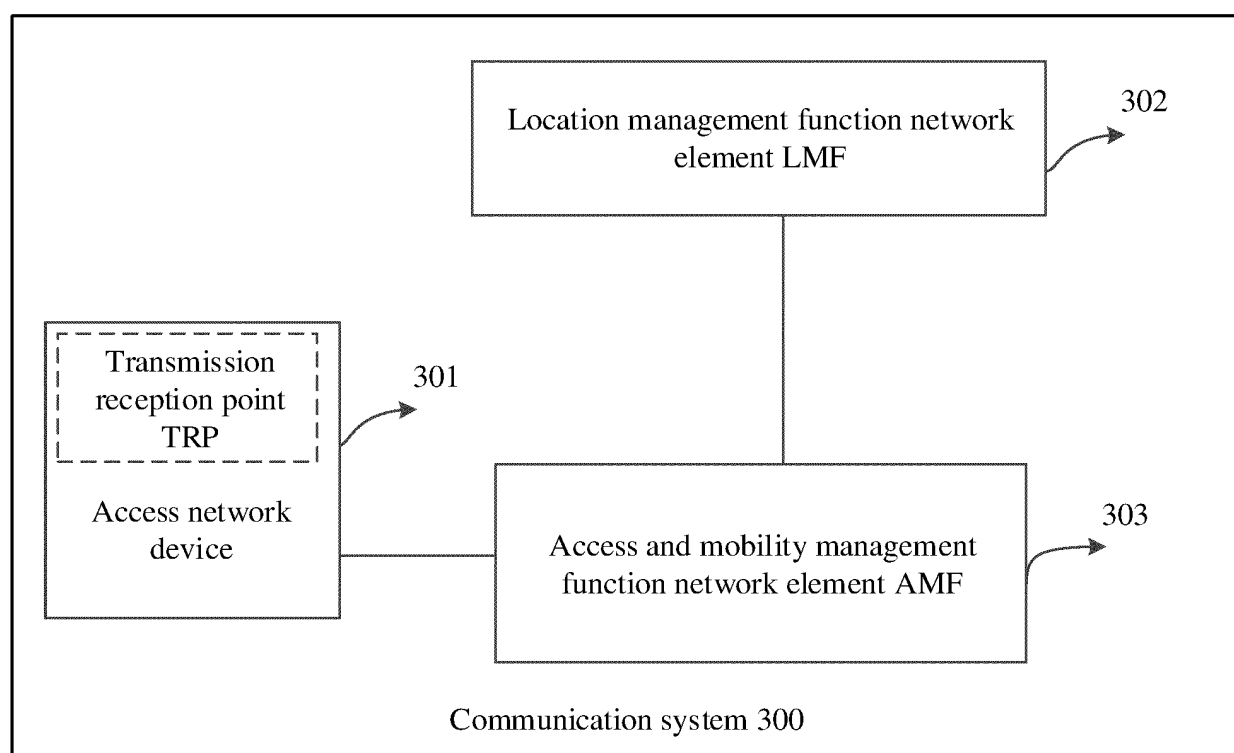 Location management function network
element LMF
302
Transmission
reception point
TRP
301
Access network
device
Access and mobility management
function network element AMF
303
Communication system 300